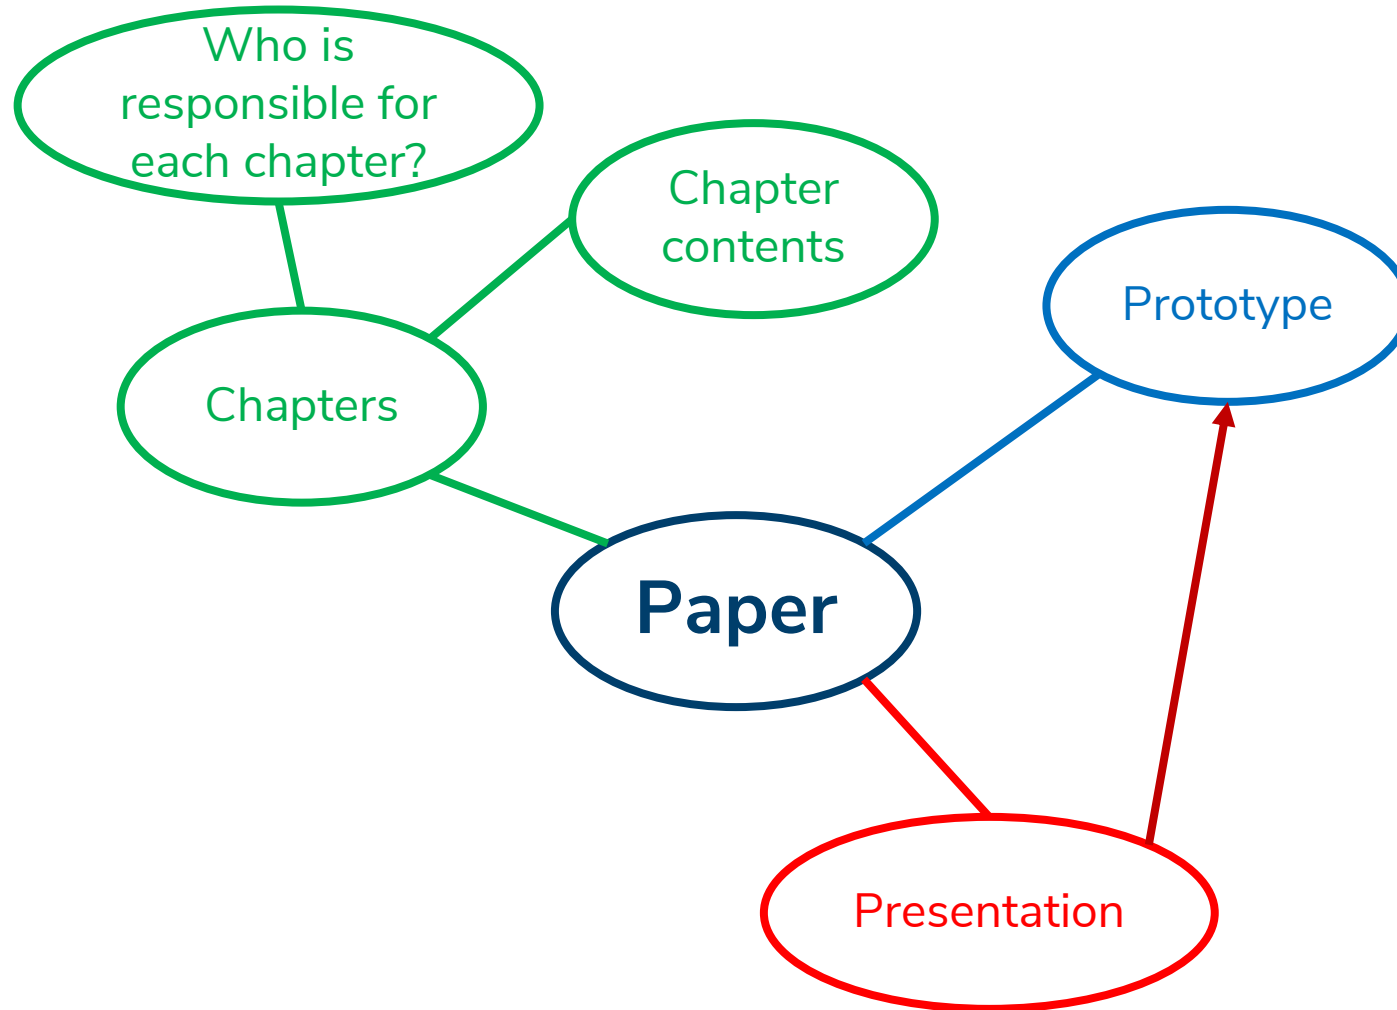 Who is
responsible for
each chapter?
Chapter
contents
Prototype
Chapters
Paper
Presentation